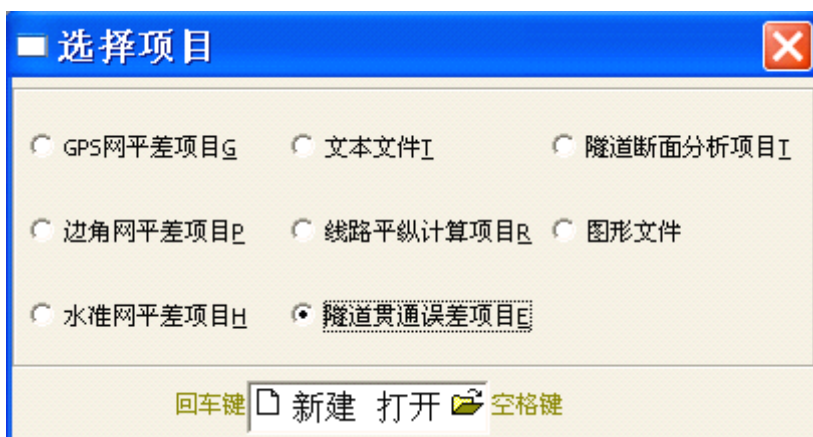 选择项目
GPS网平差项目G 文本文件T 隧道断面分析项目T
边角网平差项目P 线路平纵计算项目R 图形文件
水准网平差项目H 隧道贯通误差项目E
回车键 新建 打开 空格键